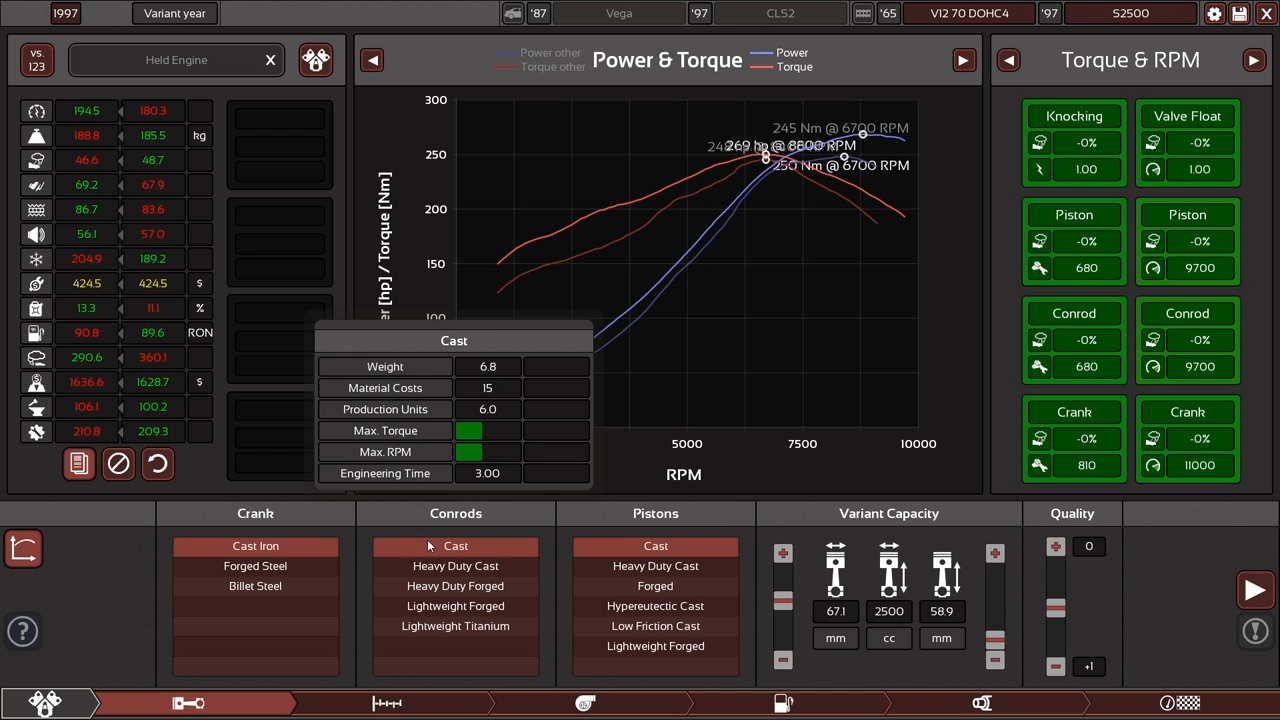 1997
Variant year
'87
Vega
'97
CLS2
'65
V12 70 DOHC4
'97
S2500
X
vs.
123
Held Engine
X
Power other
Torque other
Power & Torque
Power
Torque
Torque & RPM
194.5 180.3
188.8 185.5 kg
46.6 48.7
69.2 67.9
86.7 83.6
56.1 57.0
204.9 189.2
424.5 424.5 $
13.3 11.1 %
90.8 89.6 RON
290.6 360.1
1636.6 1628.7 $
106.1 100.2
210.8 209.3
300
250
200
150
100
5000
7500
10000
RPM
[hp] / Torque [Nm]
245 Nm @ 6700 RPM
269 hp @ 8800 RPM
250 Nm @ 6700 RPM
Cast
Weight 6.8
Material Costs 15
Production Units 6.0
Max. Torque
Max. RPM
Engineering Time 3.00
Knocking
-0%
1.00
Valve Float
-0%
1.00
Piston
-0%
680
Piston
-0%
9700
Conrod
-0%
680
Conrod
-0%
9700
Crank
-0%
810
Crank
-0%
11000
Crank
Cast Iron
Forged Steel
Billet Steel
Conrods
Cast
Heavy Duty Cast
Heavy Duty Forged
Lightweight Forged
Lightweight Titanium
Pistons
Cast
Heavy Duty Cast
Forged
Hypereutectic Cast
Low Friction Cast
Lightweight Forged
Variant Capacity
67.1 2500 58.9
mm cc mm
Quality
0
+1